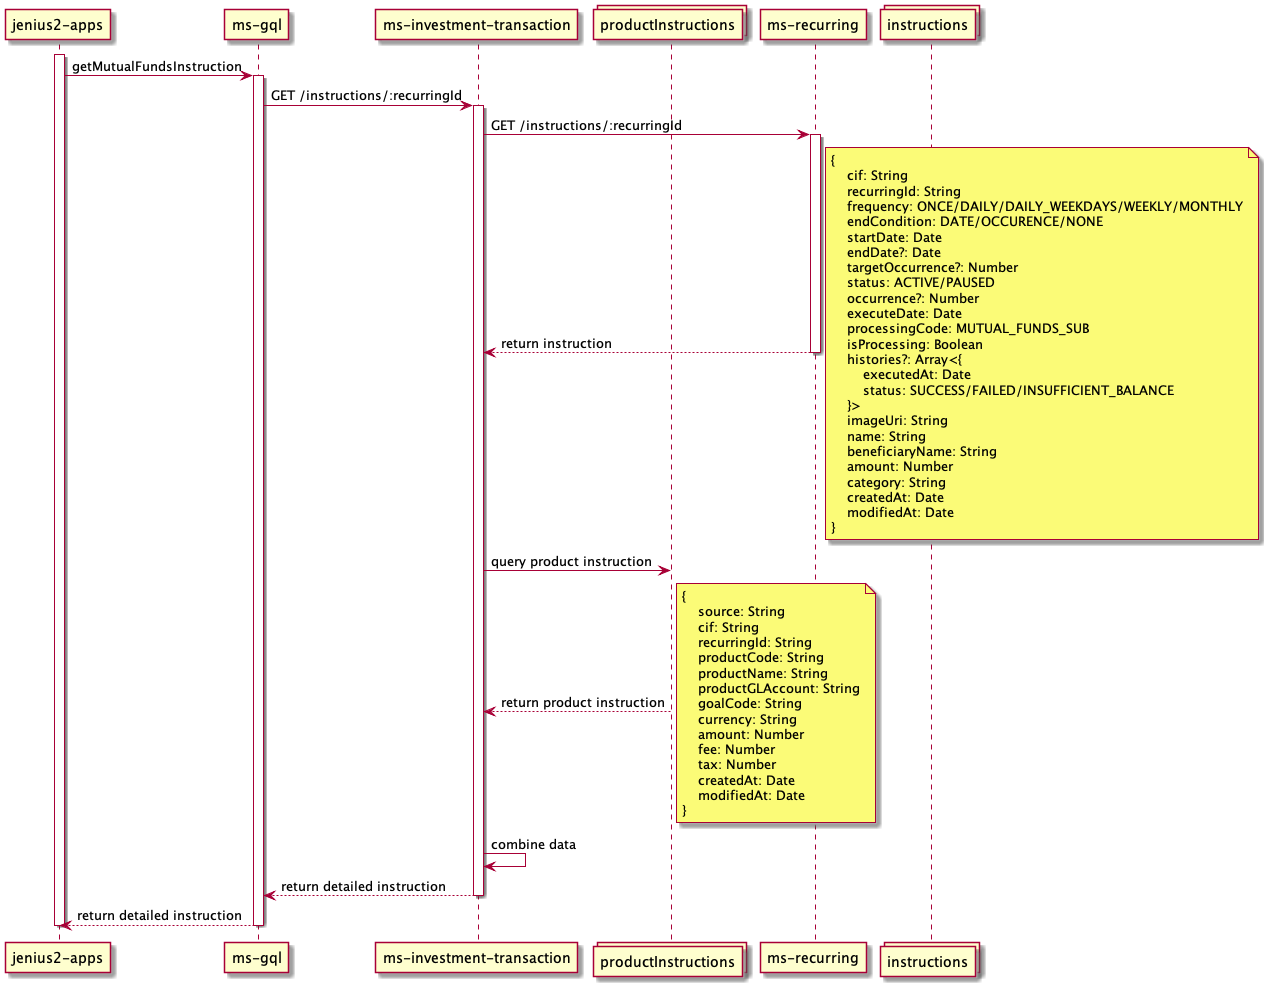 jenius2-apps
ms-gql
ms-investment-transaction
productInstructions
ms-recurring
instructions
getMutualFundsInstruction
GET /instructions/:recurringId
GET /instructions/:recurringId
{
cif: String
recurringId: String
frequency: ONCE/DAILY/DAILY_WEEKDAYS/WEEKLY/MONTHLY
endCondition: DATE/OCCURENCE/NONE
startDate: Date
endDate?: Date
targetOccurrence?: Number
status: ACTIVE/PAUSED
occurrence?: Number
executeDate: Date
processingCode: MUTUAL_FUNDS_SUB
isProcessing: Boolean
histories?: Array<{
executedAt: Date
status: SUCCESS/FAILED/INSUFFICIENT_BALANCE
}>
imageUri: String
name: String
beneficiaryName: String
amount: Number
category: String
createdAt: Date
modifiedAt: Date
}
return instruction
query product instruction
{
source: String
cif: String
recurringId: String
productCode: String
productName: String
productGLAccount: String
goalCode: String
currency: String
amount: Number
fee: Number
tax: Number
createdAt: Date
modifiedAt: Date
}
return product instruction
combine data
return detailed instruction
return detailed instruction
jenius2-apps
ms-gql
ms-investment-transaction
productInstructions
ms-recurring
instructions